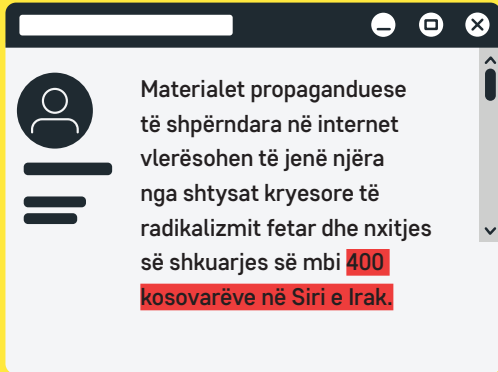 Materialet propaganduese
të shpërndara në internet
vlerësohen të jenë njëra
nga shtysat kryesore të
radikalizmit fetar dhe nxitjes
së shkuarjes së mbi 400
kosovarëve në Siri e Irak.